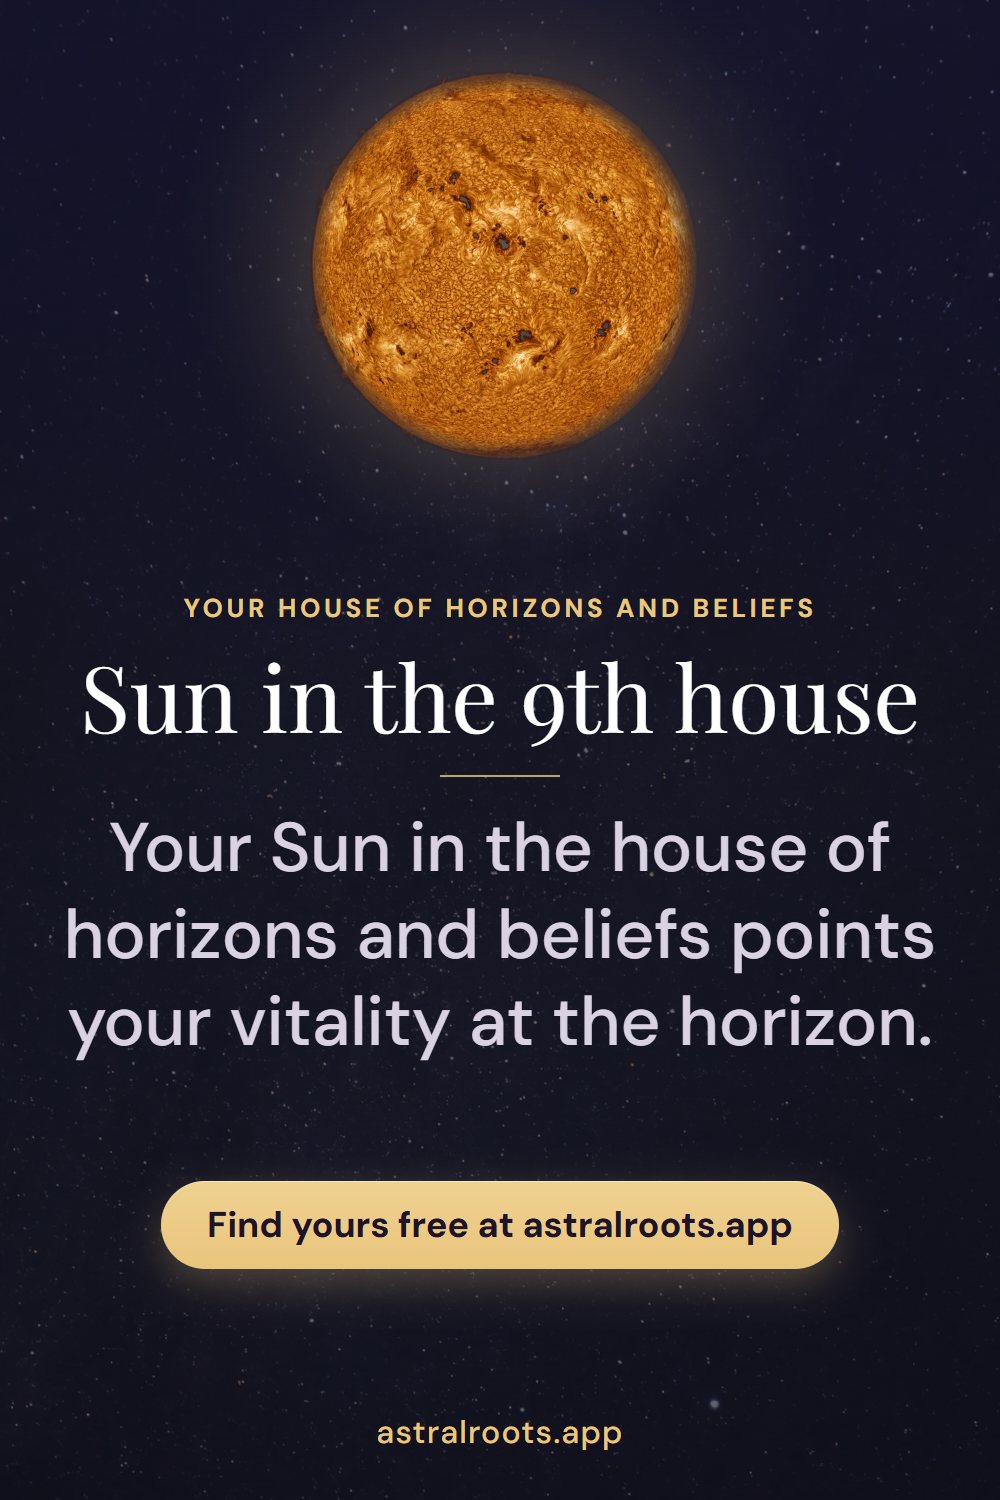 YOUR HOUSE OF HORIZONS AND BELIEFS
Sun in the 9th house
Your Sun in the house of
horizons and beliefs points
your vitality at the horizon.
Find yours free at astralroots.app
astralroots.app